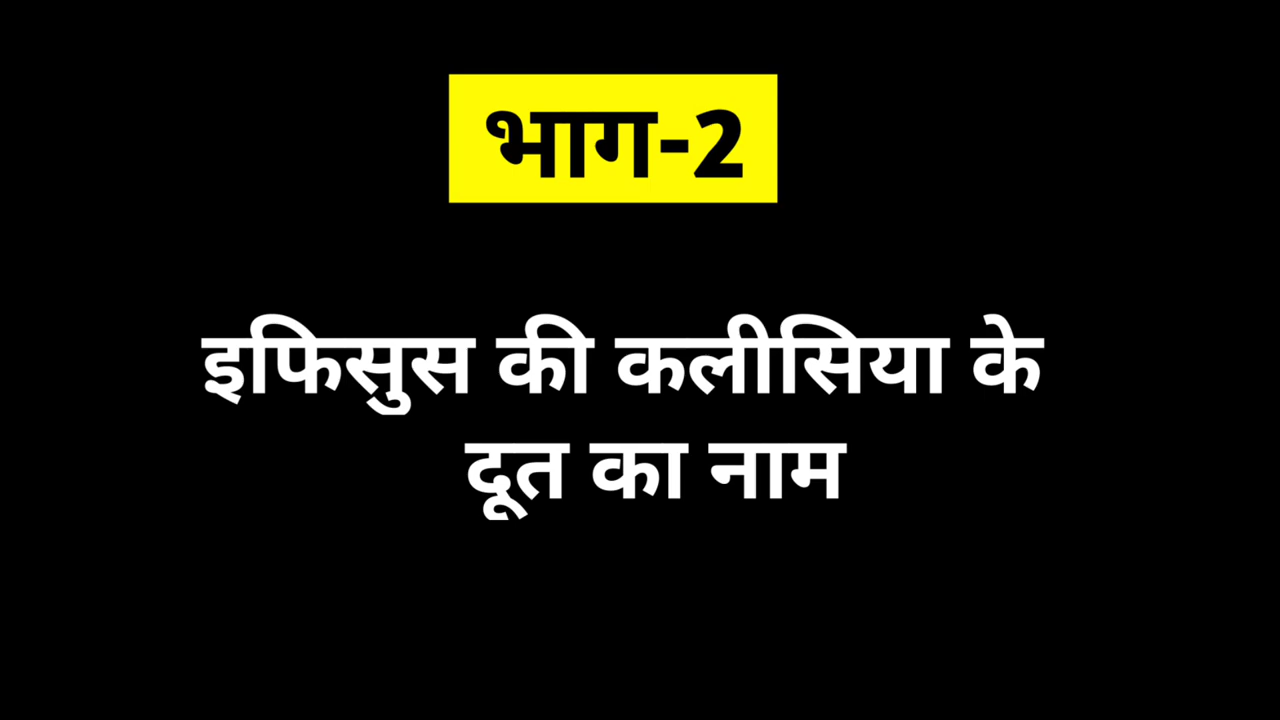 भाग-2
इफिसुस की कलीसिया के
दूत का नाम